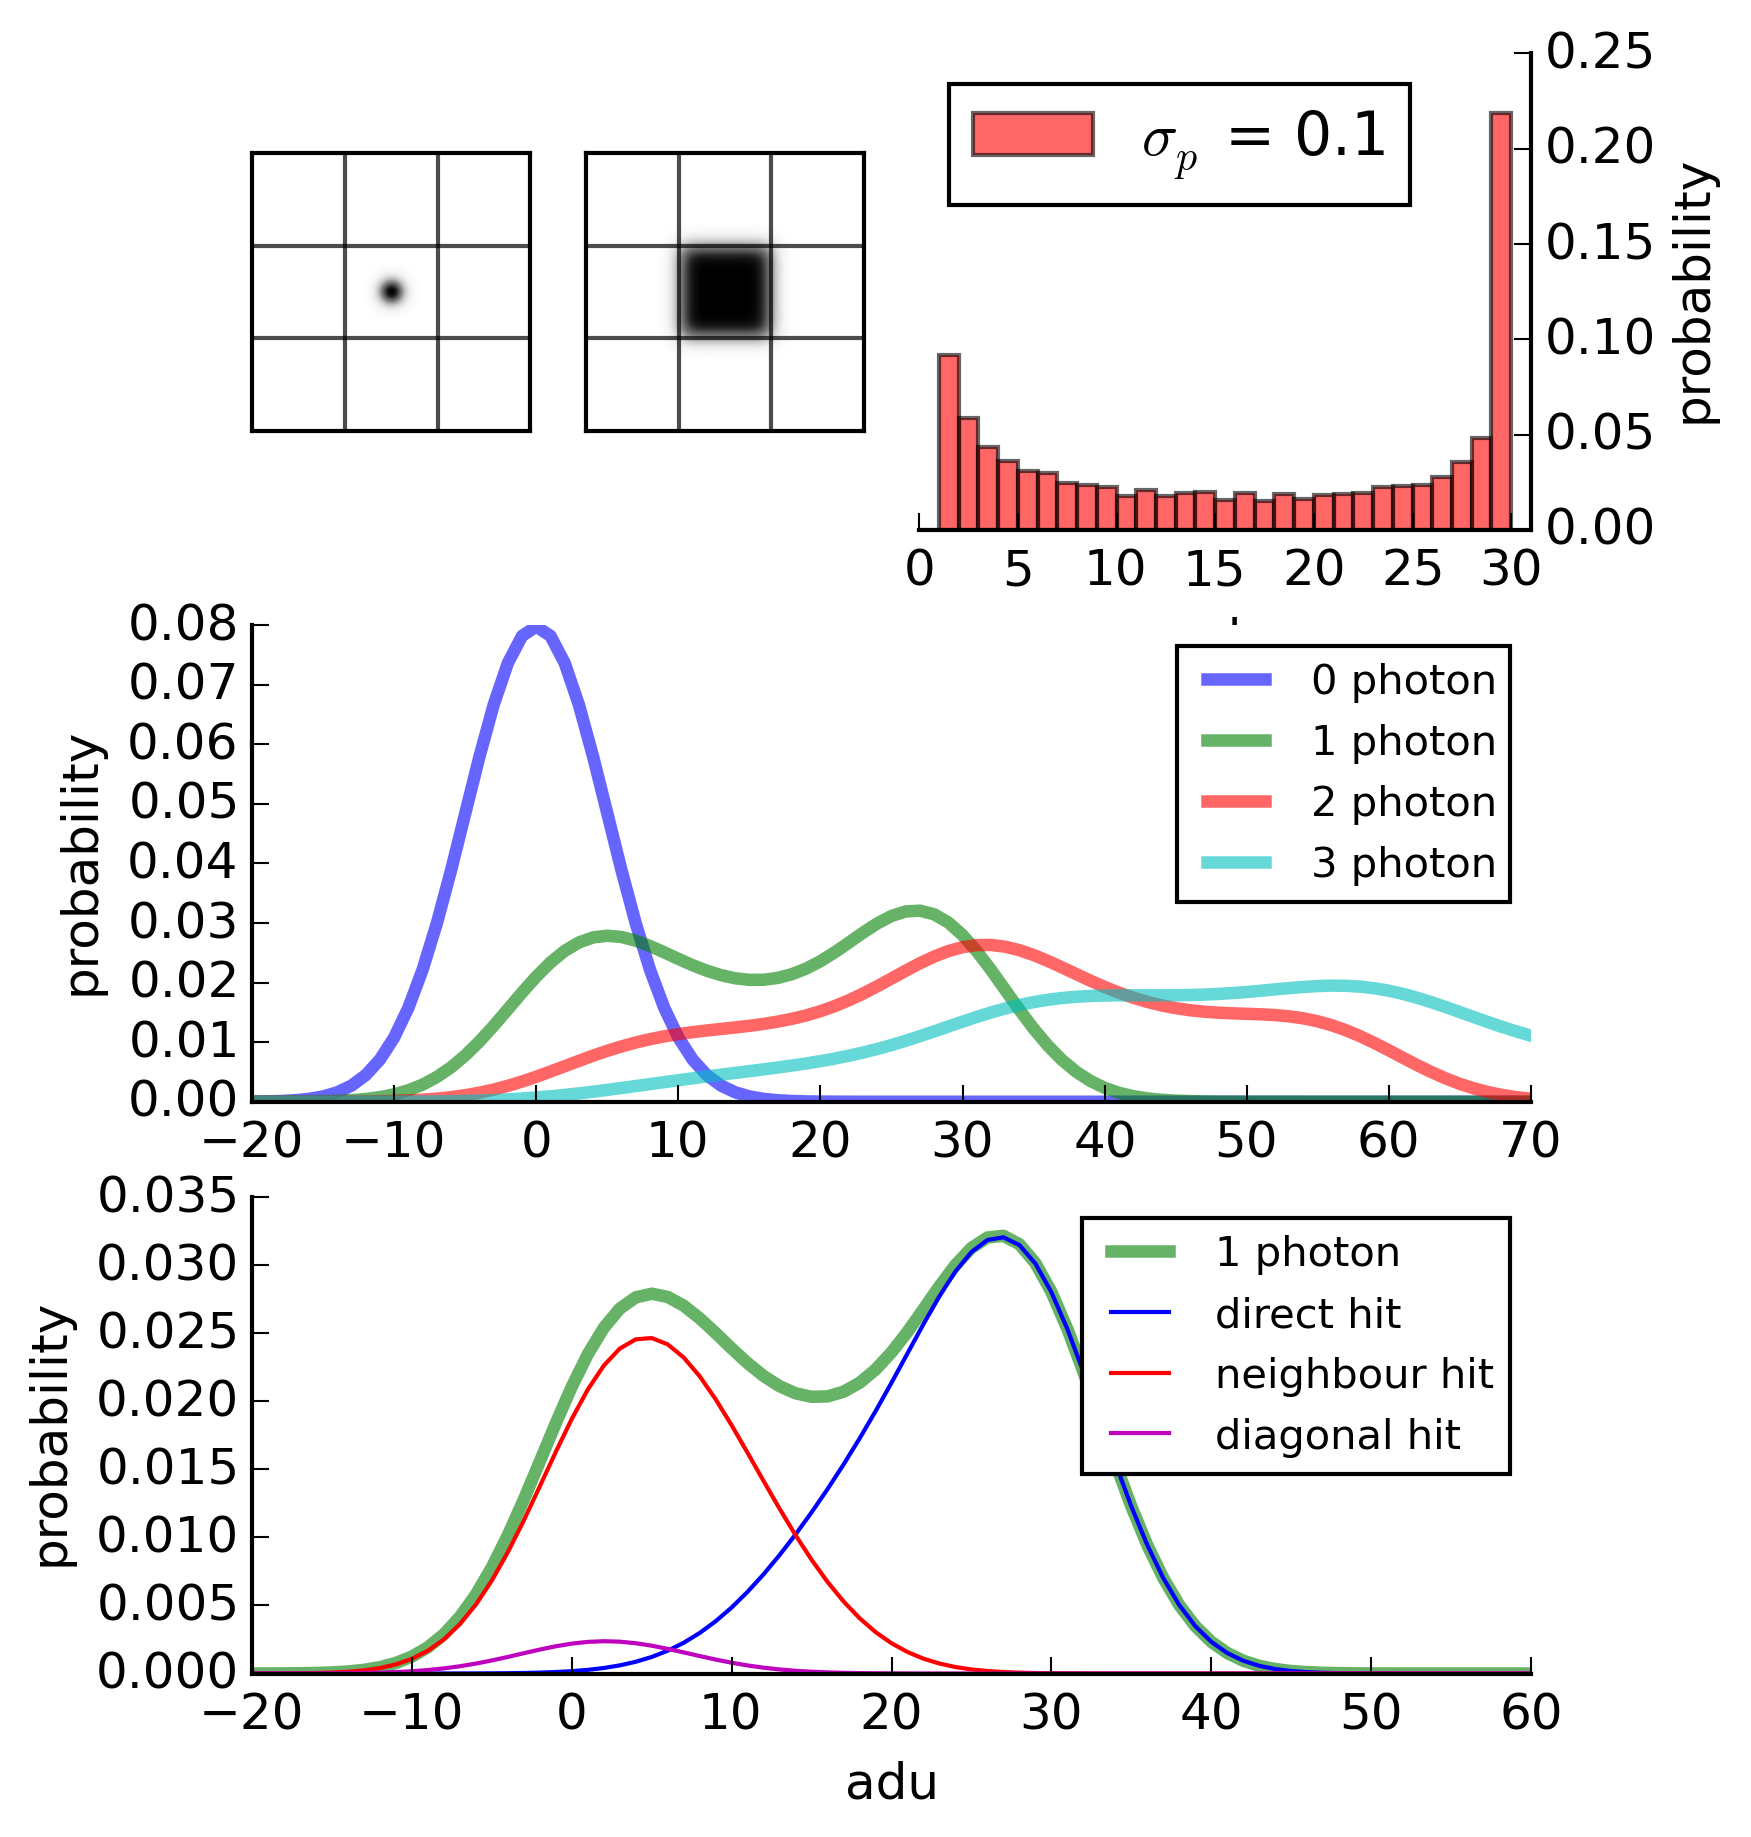 σp = 0.1
0.25
0.20
0.15
0.10
0.05
0.00
probability
0 5 10 15 20 25 30
0.08
0.07
0.06
0.05
0.04
0.03
0.02
0.01
0.00
probability
0 photon
1 photon
2 photon
3 photon
−20 −10 0 10 20 30 40 50 60 70
0.035
0.030
0.025
0.020
0.015
0.010
0.005
0.000
probability
1 photon
direct hit
neighbour hit
diagonal hit
−20 −10 0 10 20 30 40 50 60
adu